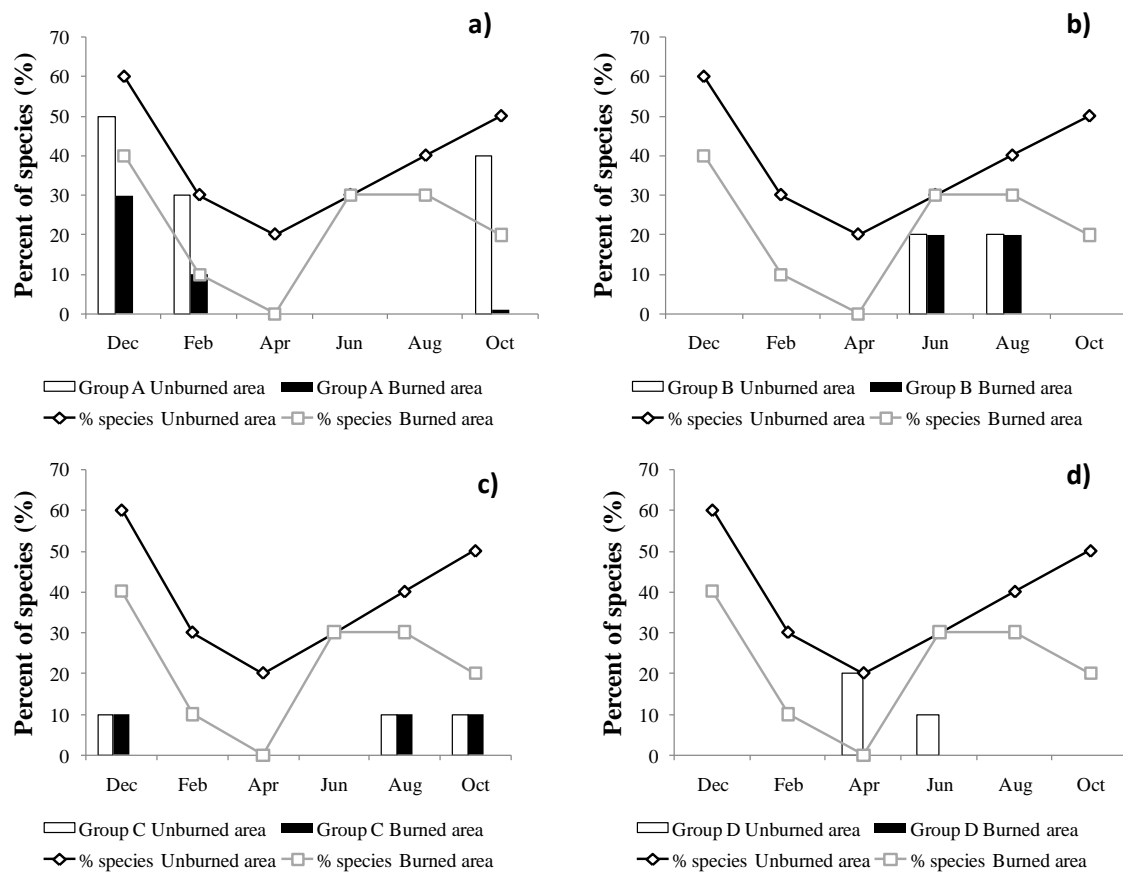 a)
Percent of species (%)
70
60
50
40
30
20
10
0
Dec Feb Apr Jun Aug Oct
Group A Unburned area Group A Burned area
% species Unburned area % species Burned area
b)
Percent of species (%)
70
60
50
40
30
20
10
0
Dec Feb Apr Jun Aug Oct
Group B Unburned area Group B Burned area
% species Unburned area % species Burned area
c)
Percent of species (%)
70
60
50
40
30
20
10
0
Dec Feb Apr Jun Aug Oct
Group C Unburned area Group C Burned area
% species Unburned area % species Burned area
d)
Percent of species (%)
70
60
50
40
30
20
10
0
Dec Feb Apr Jun Aug Oct
Group D Unburned area Group D Burned area
% species Unburned area % species Burned area